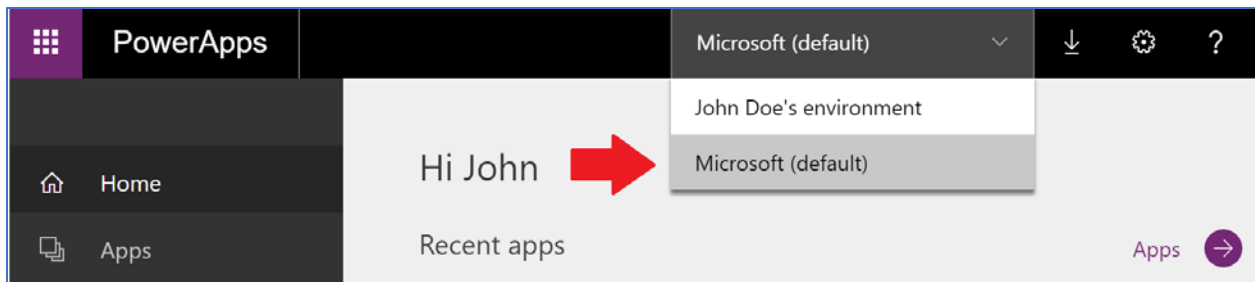 PowerApps
Microsoft (default)
?
John Doe's environment
Microsoft (default)
Hi John
Home
Recent apps
Apps
Apps